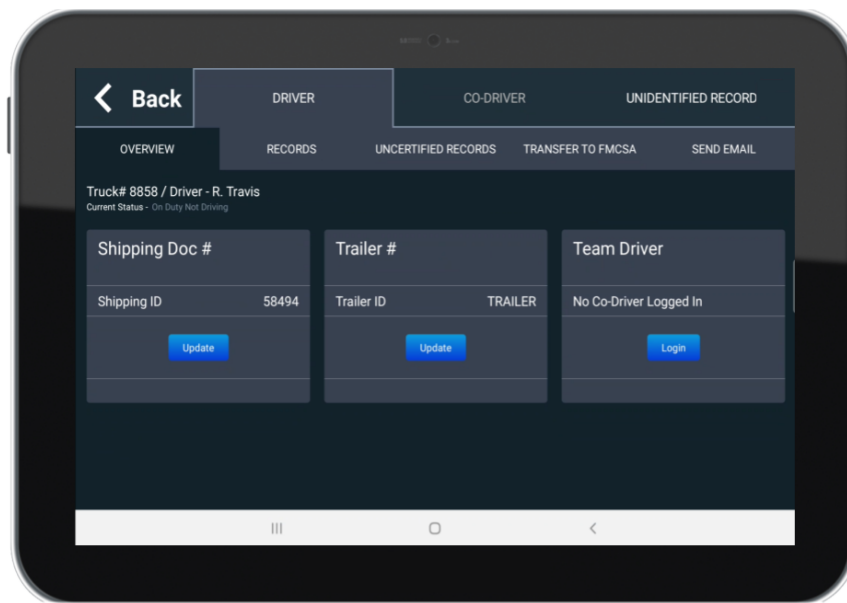 Back
DRIVER
CO-DRIVER
UNIDENTIFIED RECORD
OVERVIEW
RECORDS
UNCERTIFIED RECORDS
TRANSFER TO FMCSA
SEND EMAIL
Truck# 8858 / Driver - R. Travis
Current Status - On Duty Not Driving
Shipping Doc #
Shipping ID 58494
Update
Trailer #
Trailer ID TRAILER
Update
Team Driver
No Co-Driver Logged In
Login